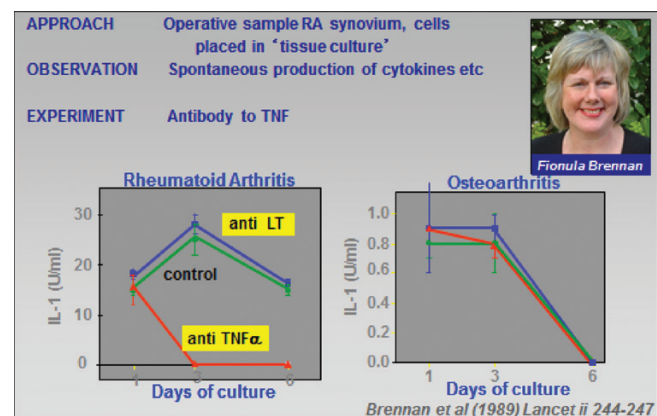 APPROACH Operative sample RA synovium, cells
placed in "tissue culture"
OBSERVATION Spontaneous production of cytokines etc
EXPERIMENT Antibody to TNF
Fionula Brennan
Rheumatoid Arthritis
IL-1 (U/ml)
30
20
10
0
anti LT
control
anti TNFα
1 3 6
Days of culture
Osteoarthritis
IL-1 (U/ml)
1.0
0.8
0.6
0.4
0.2
0.0
1 3 6
Days of culture
Brennan et al (1989) Lancet ii 244-247